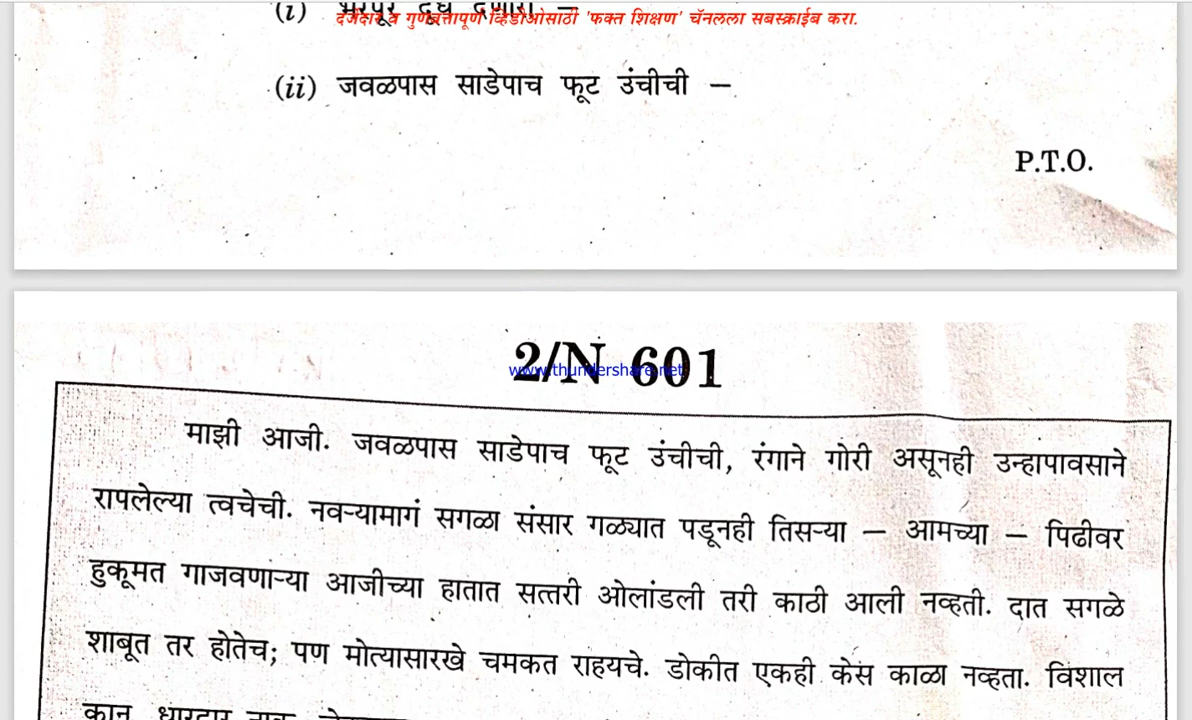 (i) भरपूर दूध देणारी –
दर्जेदार व गुणवत्तापूर्ण व्हिडीओसाठी 'फक्त शिक्षण' चॅनलला सबस्क्राईब करा.
(ii) जवळपास साडेपाच फूट उंचीची –
P.T.O.
2/N 601
www.thundershare.net
माझी आजी. जवळपास साडेपाच फूट उंचीची, रंगाने गोरी असूनही उन्हापावसाने
रापलेल्या त्वचेची. नवऱ्यामागं सगळा संसार गळ्यात पडूनही तिसऱ्या – आमच्या – पिढीवर
हुकूमत गाजवणाऱ्या आजीच्या हातात सत्तरी ओलांडली तरी काठी आली नव्हती. दात सगळे
शाबूत तर होतेच; पण मोत्यासारखे चमकत राहयचे. डोकीत एकही केस काळा नव्हता. विशाल
कान, धारदार नाक,